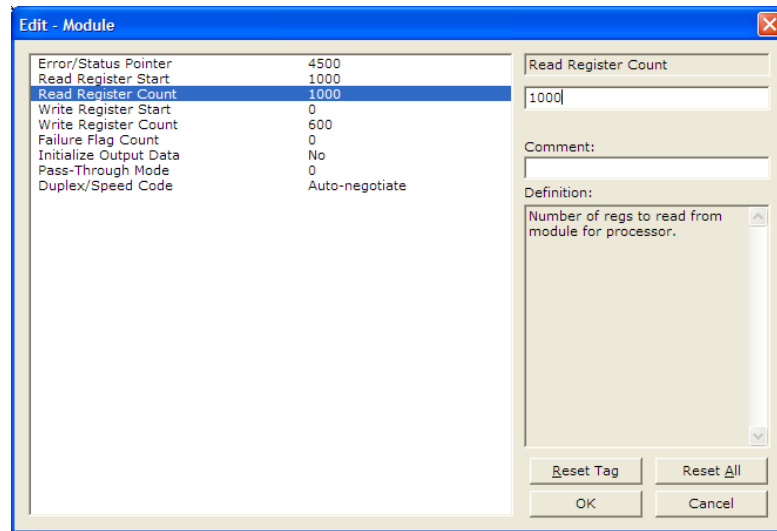 Edit - Module
Error/Status Pointer 4500
Read Register Start 1000
Read Register Count 1000
Write Register Start 0
Write Register Count 600
Failure Flag Count 0
Initialize Output Data No
Pass-Through Mode 0
Duplex/Speed Code Auto-negotiate
Read Register Count
1000
Comment:
Definition:
Number of regs to read from
module for processor.
Reset Tag
Reset All
OK
Cancel